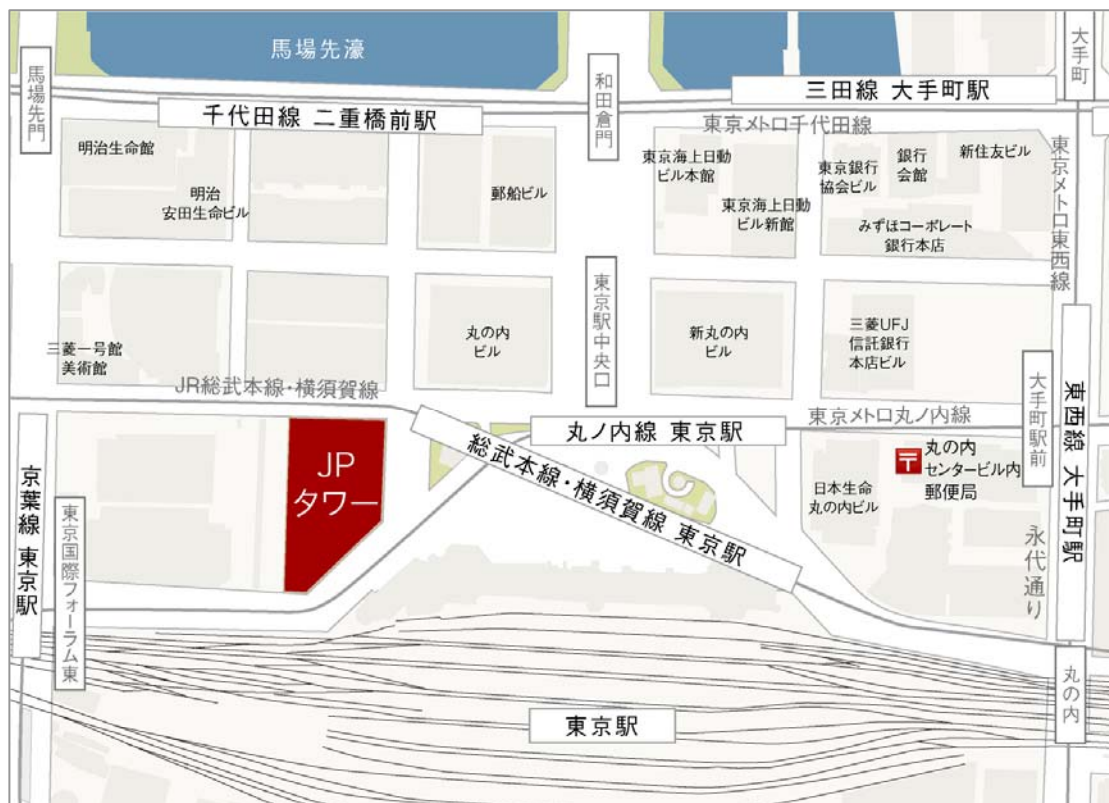 馬場先濠
大手町
馬場先門
和田倉門
三田線 大手町駅
千代田線 二重橋前駅
東京メトロ千代田線
明治生命館
明治
安田生命ビル
郵船ビル
東京海上日動
ビル本館
東京海上日動
ビル新館
東京銀行
協会ビル
銀行
会館
新住友ビル
みずほコーポレート
銀行本店
東京メトロ東西線
東京駅中央口
三菱一号館
美術館
丸の内
ビル
新丸の内
ビル
三菱UFJ
信託銀行
本店ビル
JR総武本線・横須賀線
東京メトロ丸ノ内線
大手町駅前
東西線 大手町駅
丸ノ内線 東京駅
総武本線・横須賀線 東京駅
JP
タワー
日本生命
丸の内ビル
〒
丸の内
センタービル内
郵便局
京葉線 東京駅
東京国際フォーラム東
永代通り
丸の内
東京駅